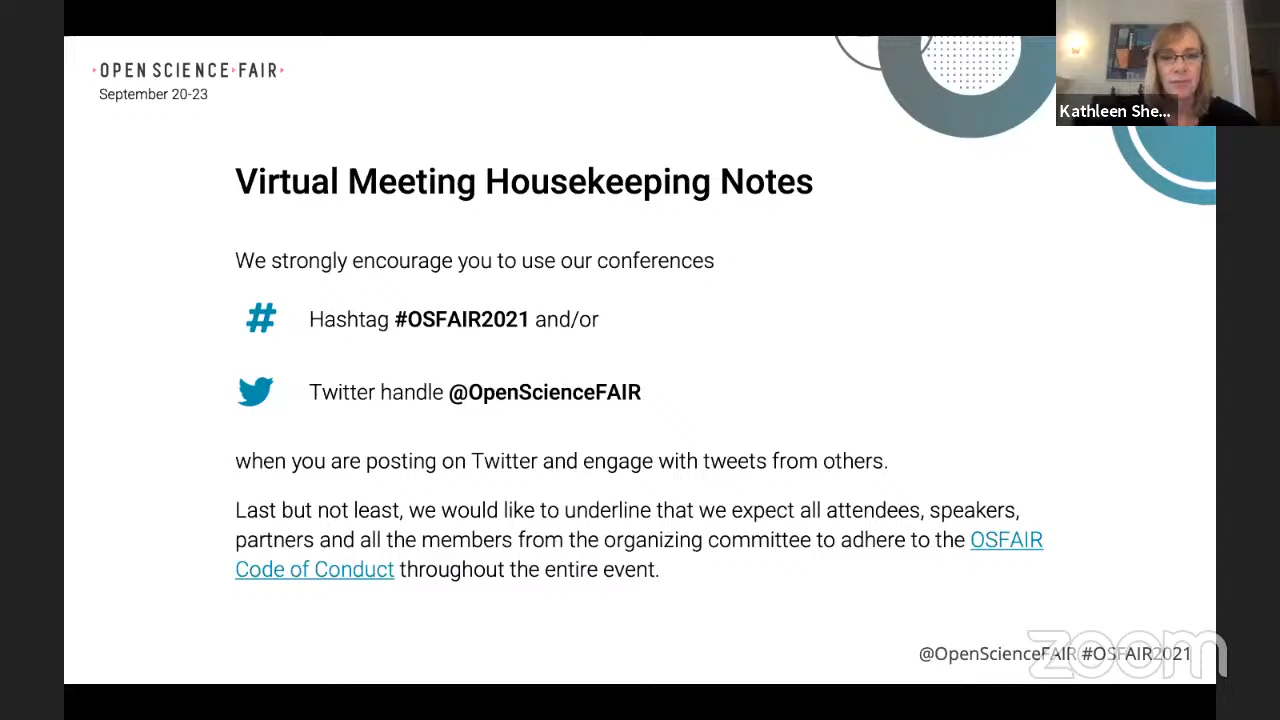 OPEN SCIENCE FAIR
September 20-23
Kathleen She...
Virtual Meeting Housekeeping Notes
We strongly encourage you to use our conferences
# Hashtag #OSFAIR2021 and/or
Twitter handle @OpenScienceFAIR
when you are posting on Twitter and engage with tweets from others.
Last but not least, we would like to underline that we expect all attendees, speakers,
partners and all the members from the organizing committee to adhere to the OSFAIR
Code of Conduct throughout the entire event.
@OpenScienceFAIR #OSFAIR2021
zoom